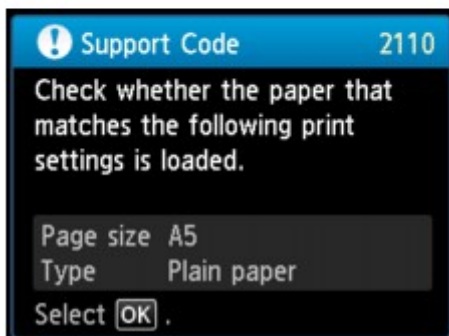 Support Code 2110
Check whether the paper that
matches the following print
settings is loaded.
Page size A5
Type Plain paper
Select OK .